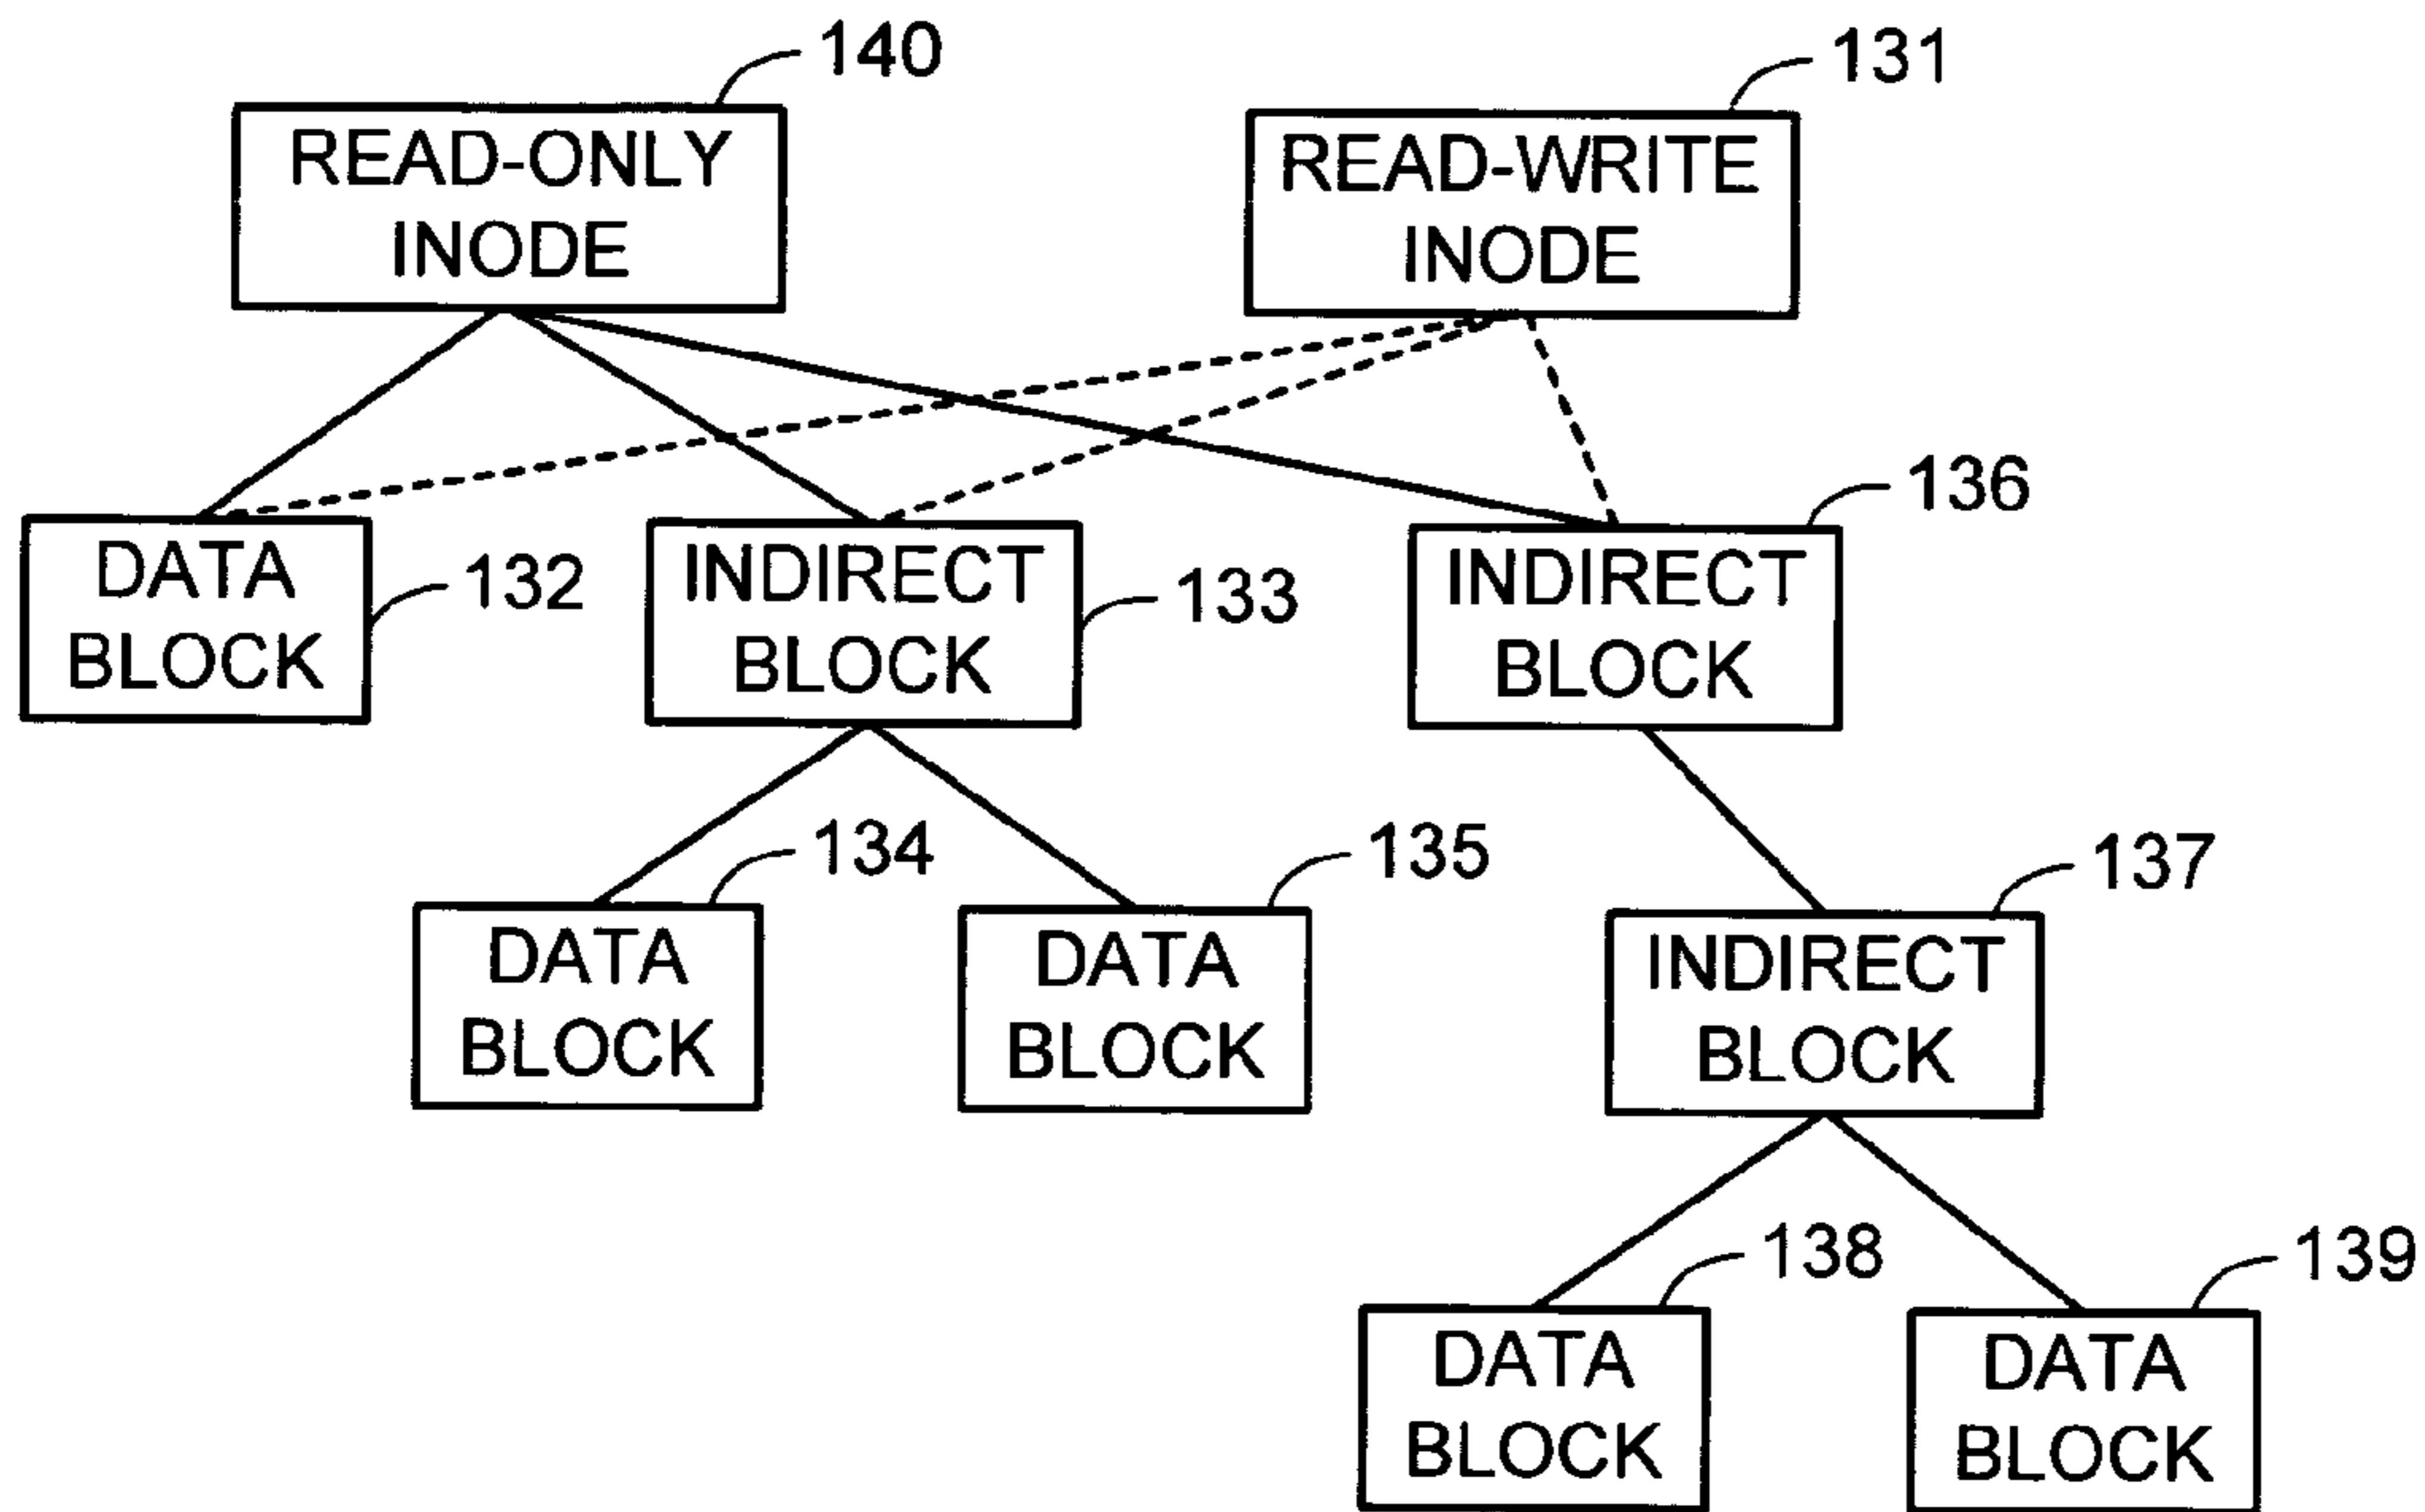 140
131
READ-ONLY
INODE
READ-WRITE
INODE
136
DATA
BLOCK
132
INDIRECT
BLOCK
133
INDIRECT
BLOCK
134
135
137
DATA
BLOCK
DATA
BLOCK
INDIRECT
BLOCK
138
139
DATA
BLOCK
DATA
BLOCK